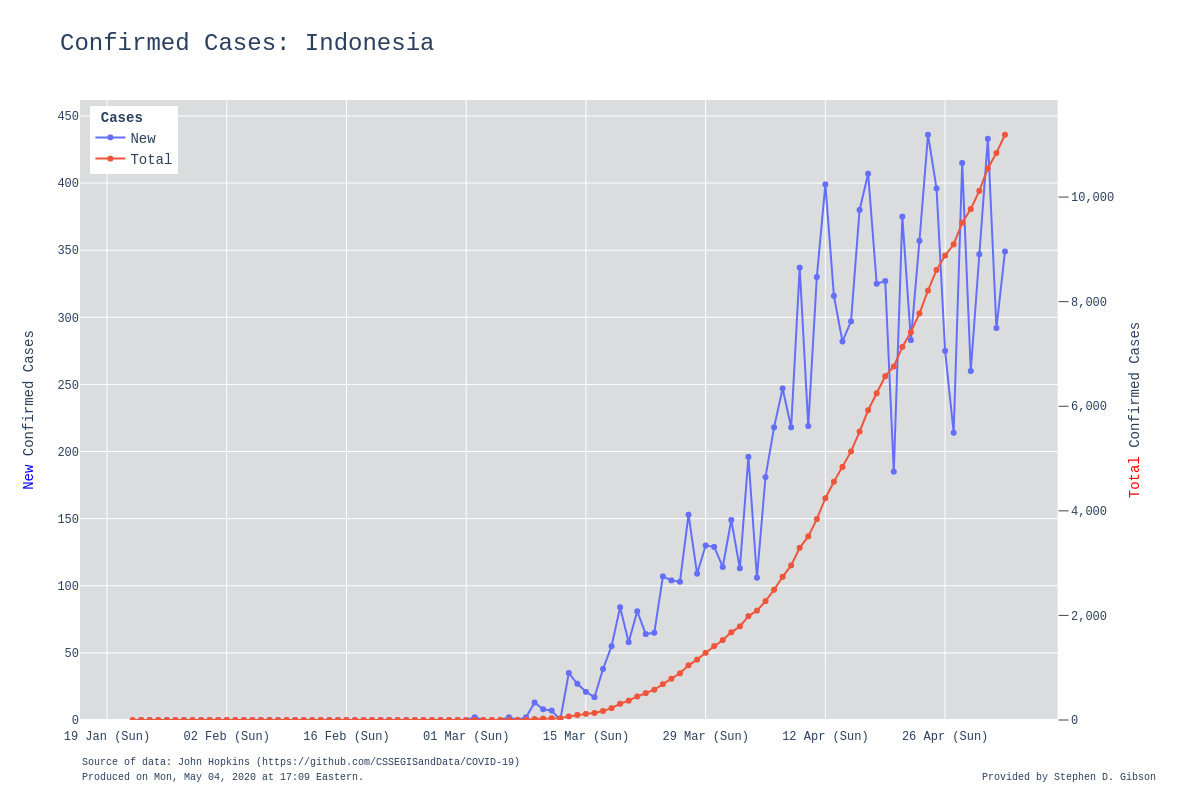 Confirmed Cases: Indonesia
Cases
New
Total
450
400
350
300
250
200
150
100
50
0
New Confirmed Cases
10,000
8,000
6,000
4,000
2,000
0
Total Confirmed Cases
19 Jan (Sun) 02 Feb (Sun) 16 Feb (Sun) 01 Mar (Sun) 15 Mar (Sun) 29 Mar (Sun) 12 Apr (Sun) 26 Apr (Sun)
Source of data: John Hopkins (https://github.com/CSSEGISandData/COVID-19)
Produced on Mon, May 04, 2020 at 17:09 Eastern.
Provided by Stephen D. Gibson